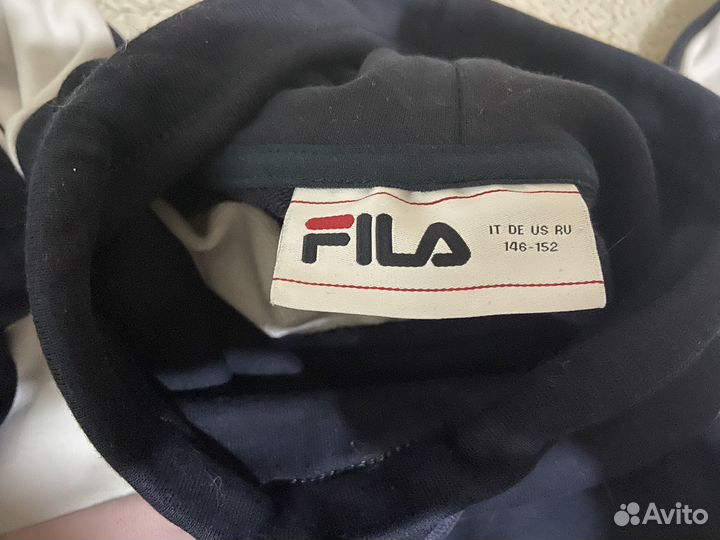 FILA
IT DE US RU
146-152
Avito